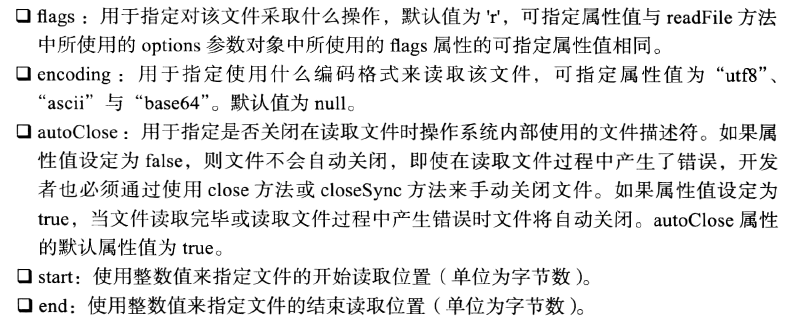 ❏ flags：用于指定对该文件采取什么操作，默认值为 'r'，可指定属性值与 readFile 方法
中所使用的 options 参数对象中所使用的 flags 属性的可指定属性值相同。
❏ encoding：用于指定使用什么编码格式来读取该文件，可指定属性值为“utf8”、
“ascii”与“base64”。默认值为 null。
❏ autoClose：用于指定是否关闭在读取文件时操作系统内部使用的文件描述符。如果属
性值设定为 false，则文件不会自动关闭，即使在读取文件过程中产生了错误，开发
者也必须通过使用 close 方法或 closeSync 方法来手动关闭文件。如果属性值设定为
true，当文件读取完毕或读取文件过程中产生错误时文件将自动关闭。autoClose 属性
的默认属性值为 true。
❏ start：使用整数值来指定文件的开始读取位置（单位为字节数）。
❏ end：使用整数值来指定文件的结束读取位置（单位为字节数）。